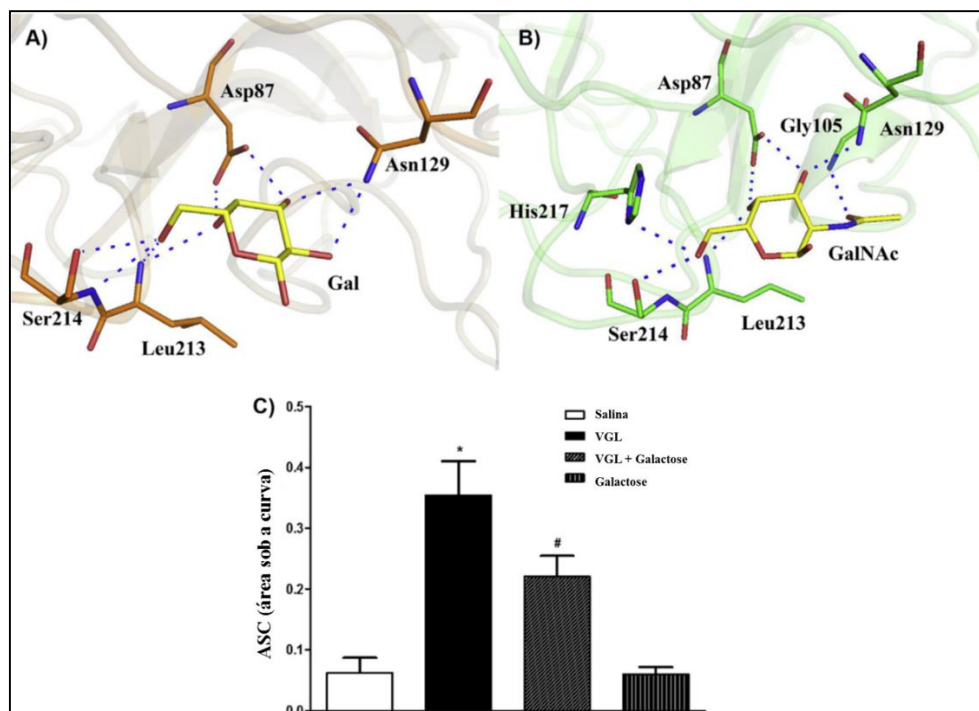 A)
Asp87
Asn129
Gal
Ser214
Leu213
B)
Asp87
Gly105
Asn129
His217
GalNAc
Ser214
Leu213
C)
ASC (área sob a curva)
0.5
0.4
0.3
0.2
0.1
0.0
*
#
Salina
VGL
VGL + Galactose
Galactose